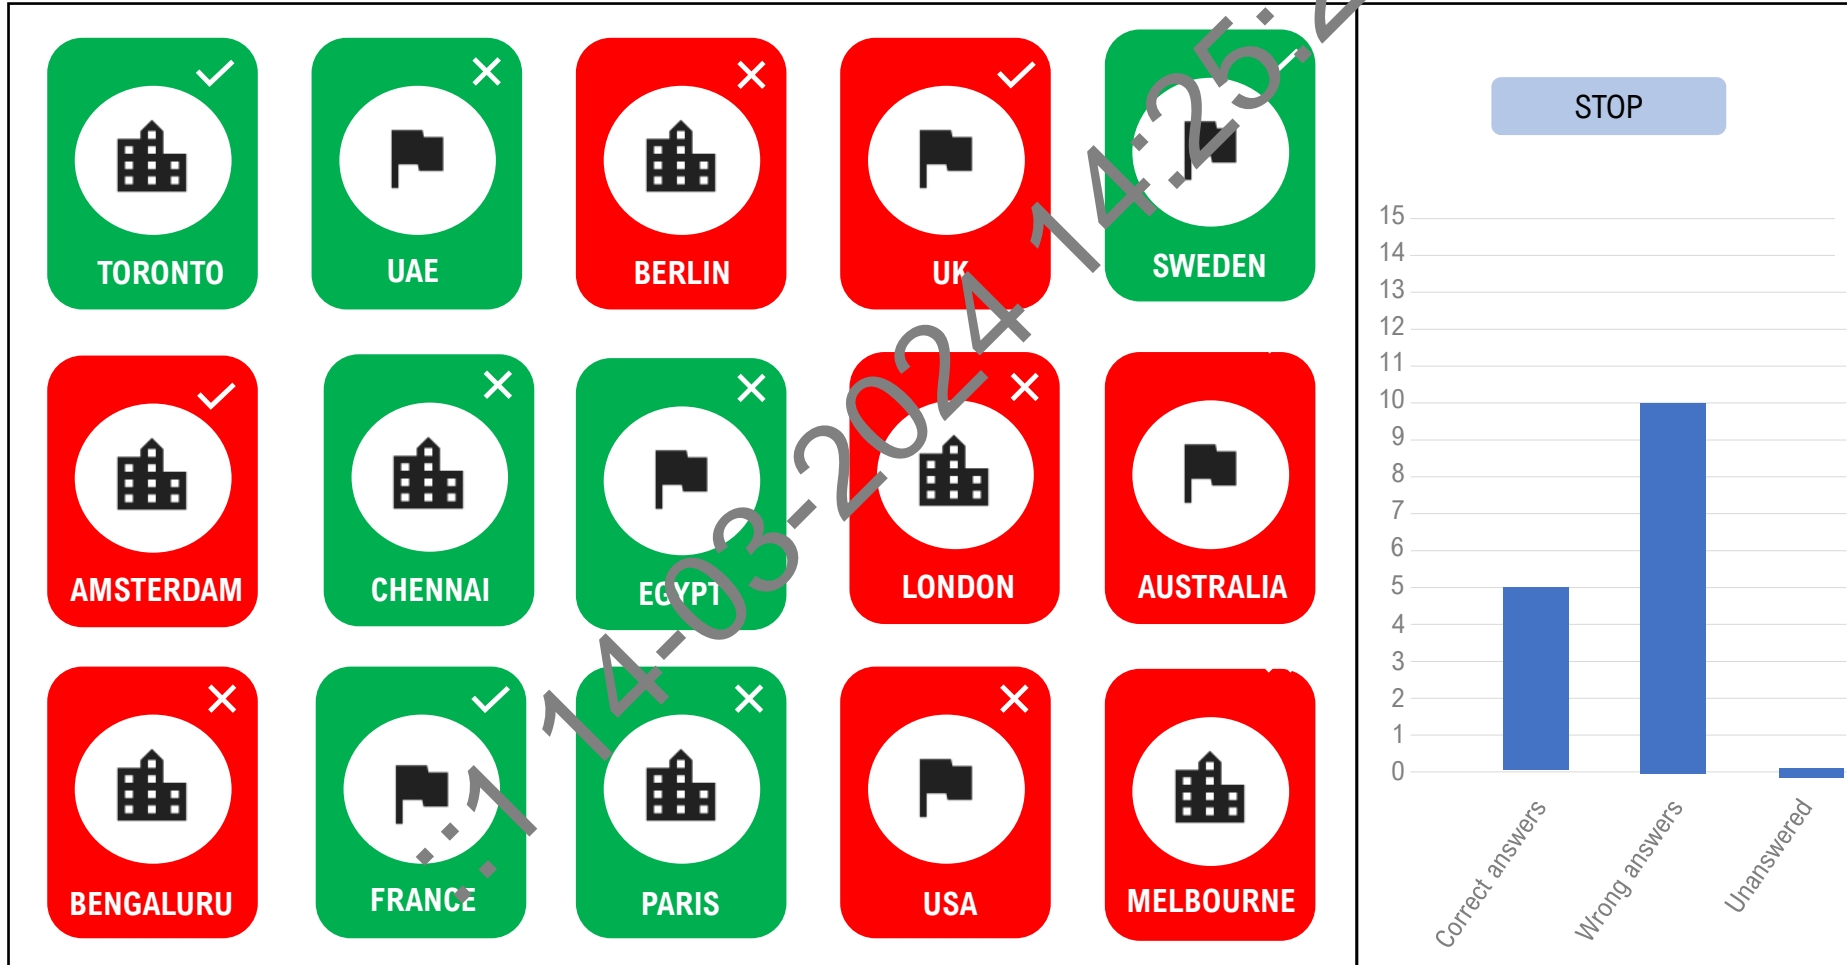 TORONTO
UAE
BERLIN
UK
SWEDEN
AMSTERDAM
CHENNAI
EGYPT
LONDON
AUSTRALIA
BENGALURU
FRANCE
PARIS
USA
MELBOURNE
14-03-2024 14:25:
STOP
15
14
13
12
11
10
9
8
7
6
5
4
3
2
1
0
Correct answers
Wrong answers
Unanswered